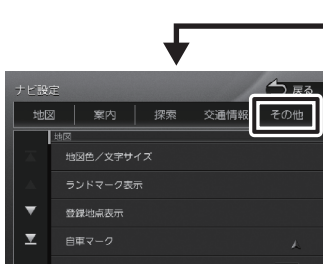 ナビ設定
戻る
地図 案内 探索 交通情報 その他
地図
地図色／文字サイズ
ランドマーク表示
登録地点表示
自車マーク